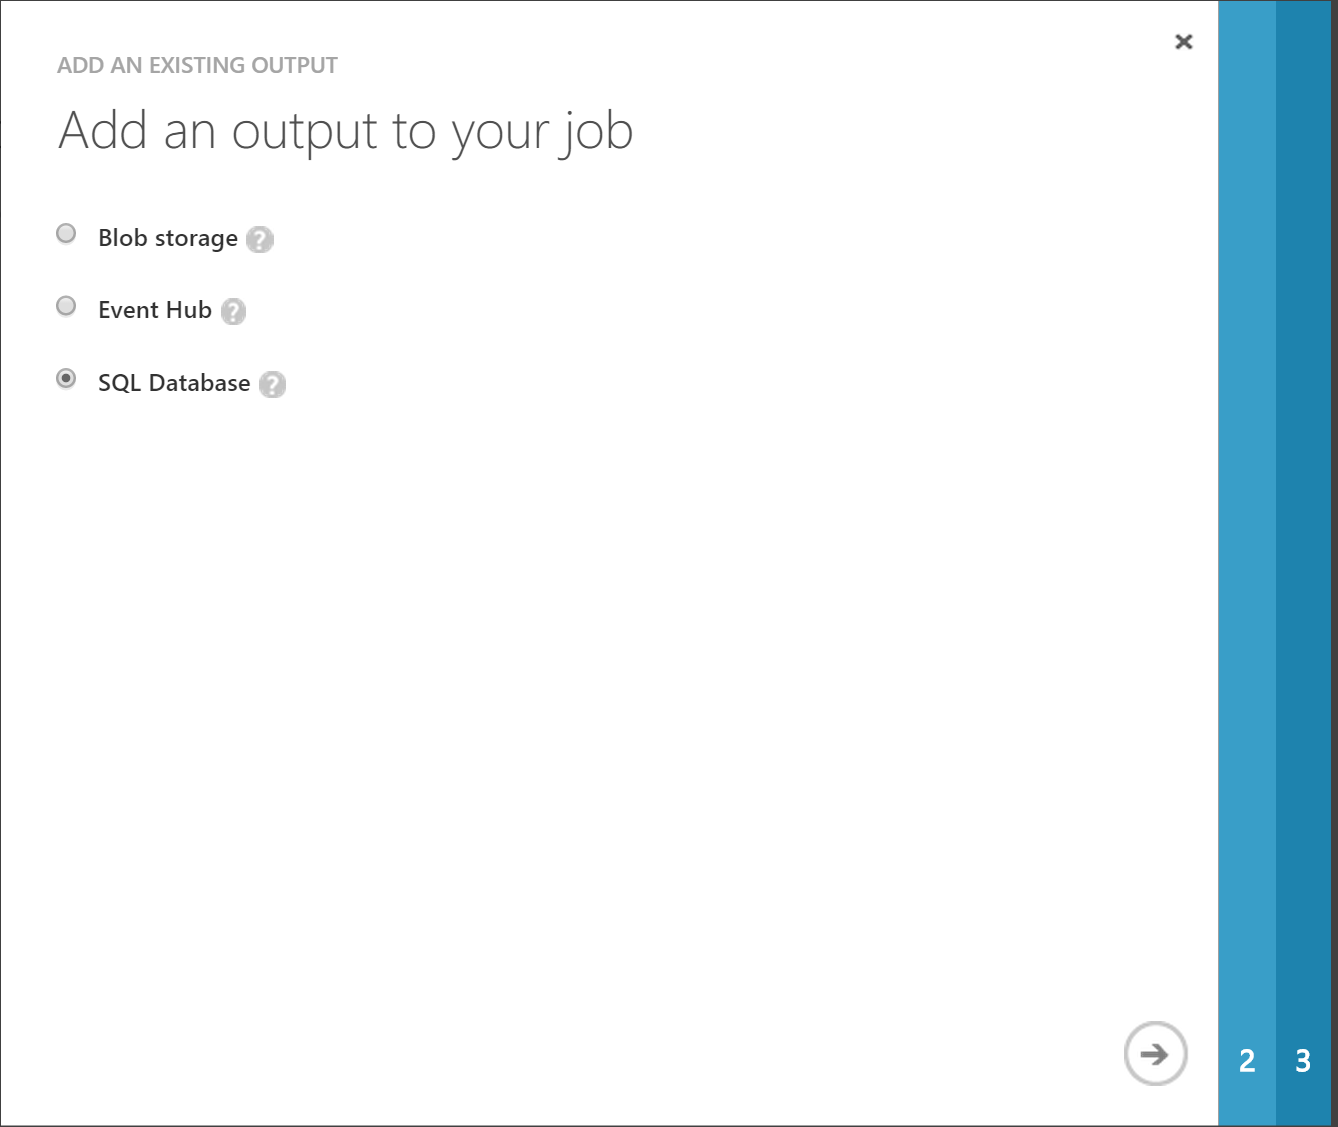 ADD AN EXISTING OUTPUT
Add an output to your job
Blob storage ?
Event Hub ?
SQL Database ?
2 3